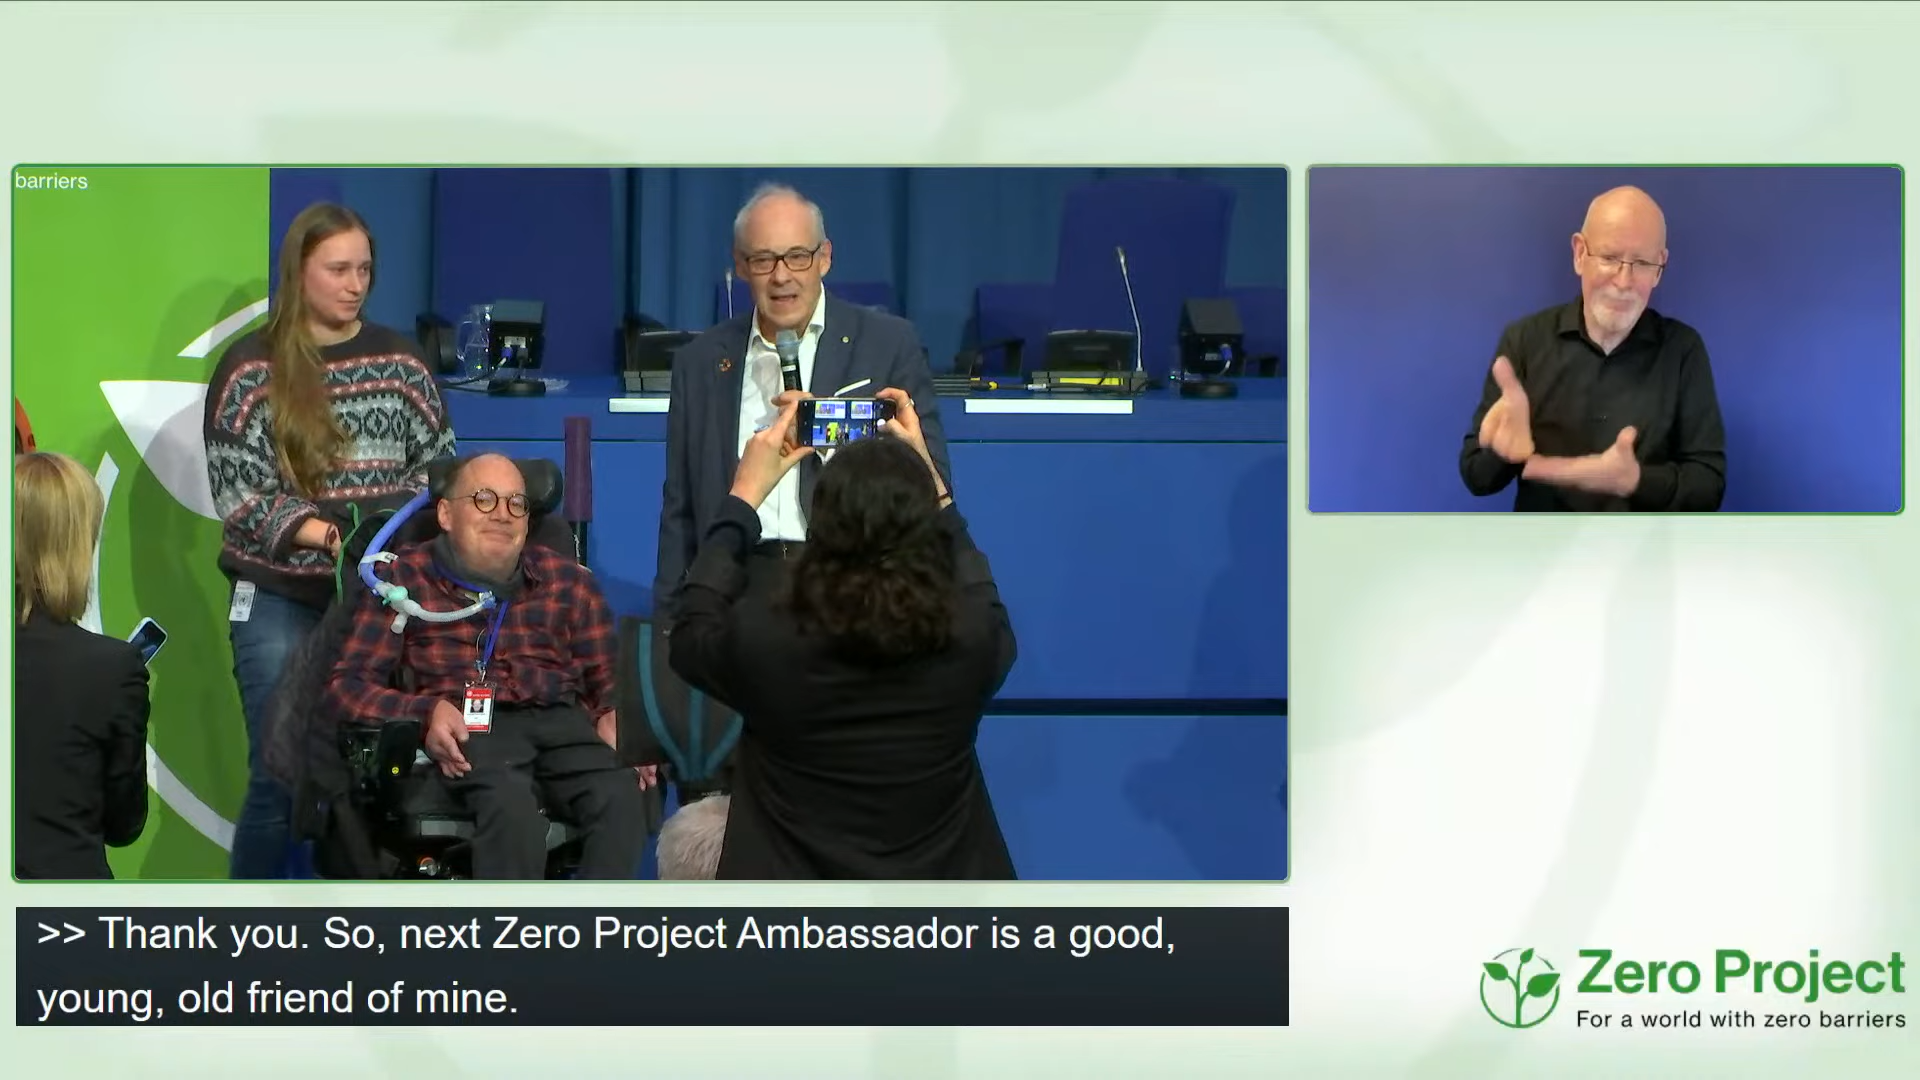 barriers
>> Thank you. So, next Zero Project Ambassador is a good,
young, old friend of mine.
Zero Project
For a world with zero barriers